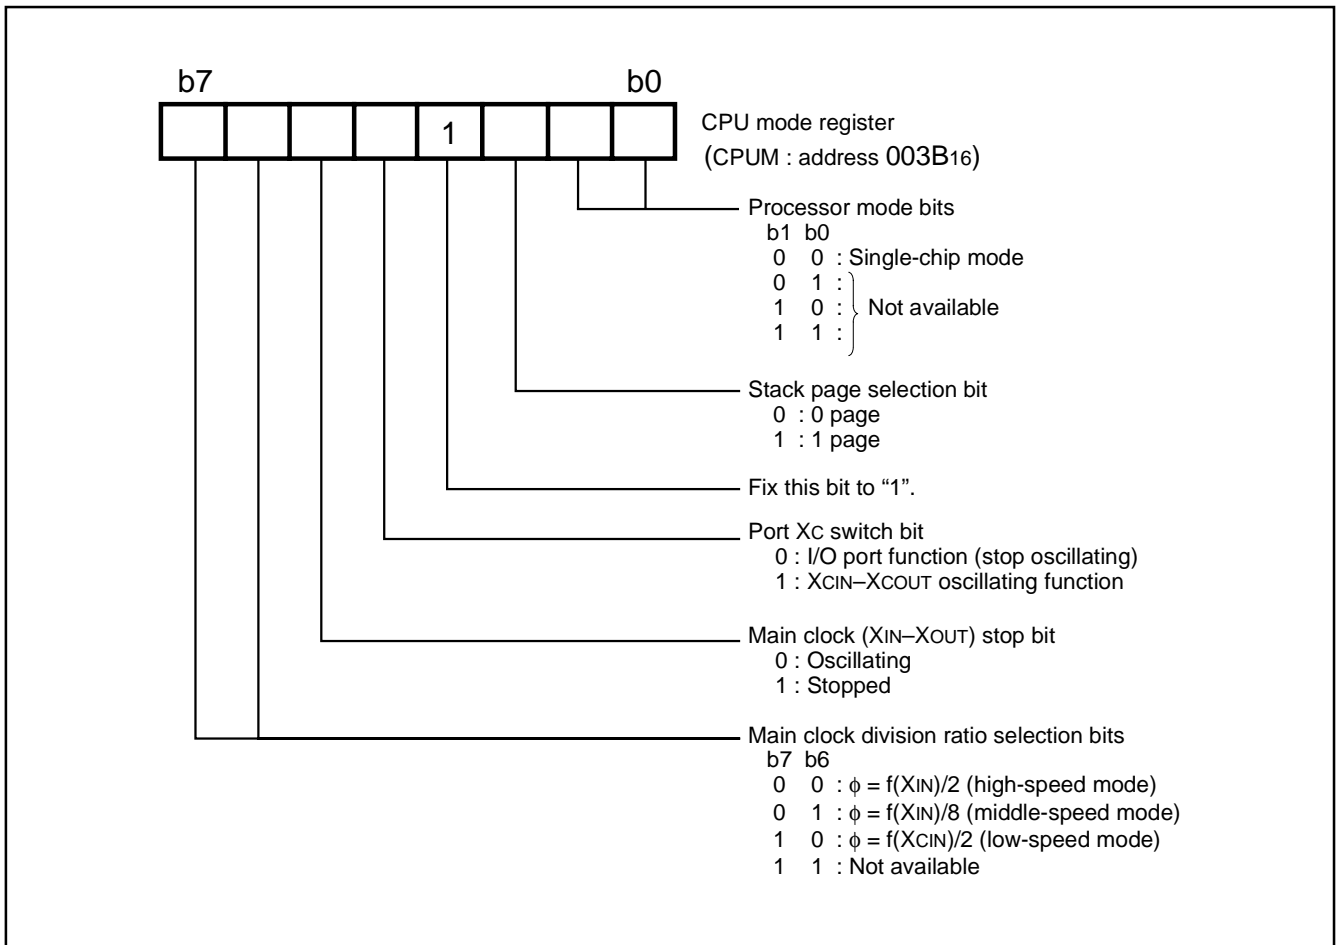 b7 b0
1
CPU mode register
(CPUM : address 003B16)
Processor mode bits
b1 b0
0 0 : Single-chip mode
0 1 :
1 0 : Not available
1 1 :
Stack page selection bit
0 : 0 page
1 : 1 page
Fix this bit to “1”.
Port XC switch bit
0 : I/O port function (stop oscillating)
1 : XCIN–XCOUT oscillating function
Main clock (XIN–XOUT) stop bit
0 : Oscillating
1 : Stopped
Main clock division ratio selection bits
b7 b6
0 0 : φ = f(XIN)/2 (high-speed mode)
0 1 : φ = f(XIN)/8 (middle-speed mode)
1 0 : φ = f(XCIN)/2 (low-speed mode)
1 1 : Not available